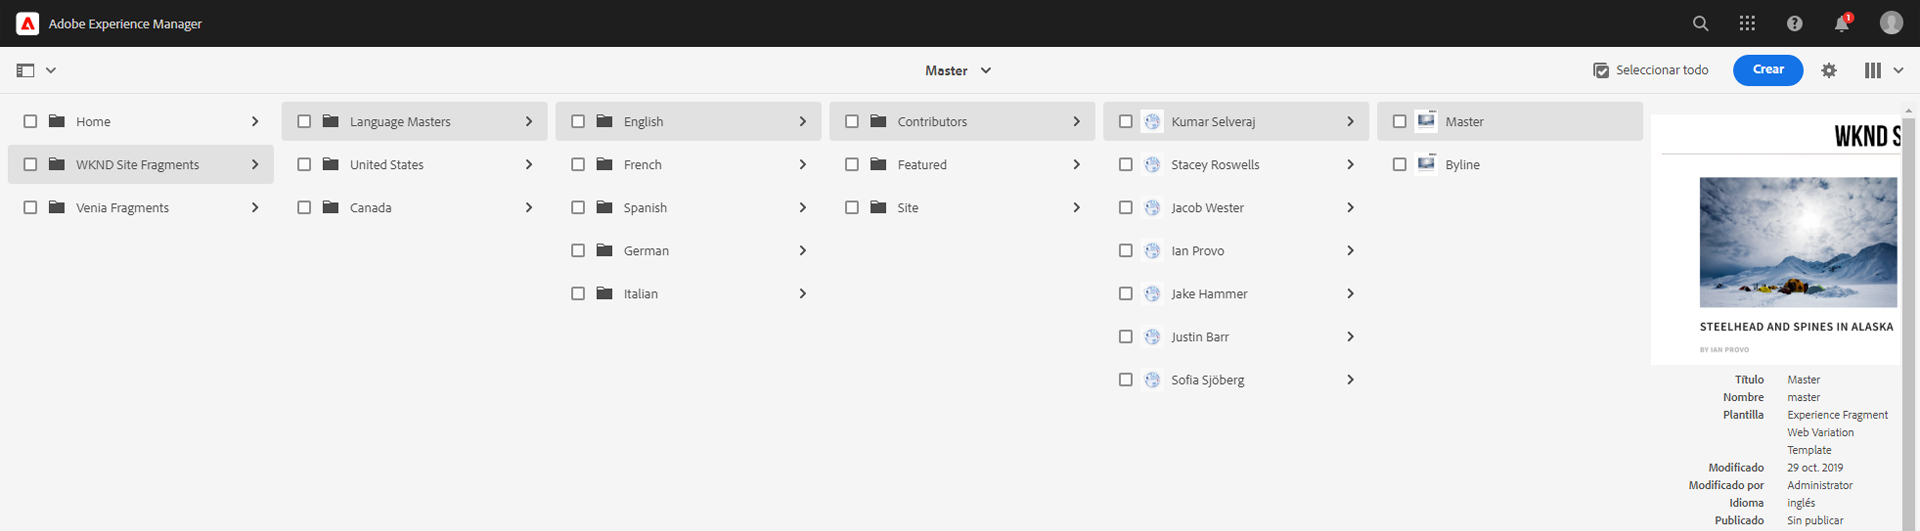 Adobe Experience Manager
1
Master
Seleccionar todo
Crear
Home
WKND Site Fragments
Venia Fragments
Language Masters
United States
Canada
English
French
Spanish
German
Italian
Contributors
Featured
Site
Kumar Selveraj
Stacey Roswells
Jacob Wester
Ian Provo
Jake Hammer
Justin Barr
Sofia Sjöberg
Master
Byline
WKND S
STEELHEAD AND SPINES IN ALASKA
BY IAN PROVO
Título Master
Nombre master
Plantilla Experience Fragment
Web Variation
Template
Modificado 29 oct. 2019
Modificado por Administrator
Idioma inglés
Publicado Sin publicar